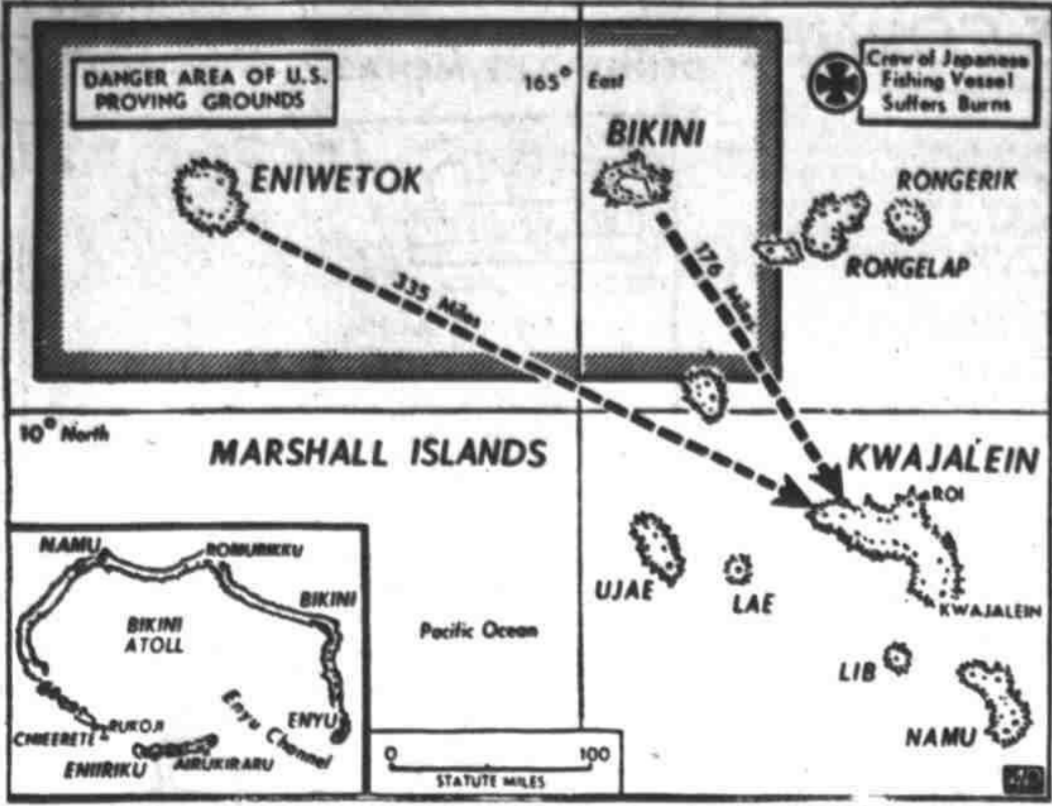 DANGER AREA OF U.S.
PROVING GROUNDS
165° East
Crew of Japanese
Fishing Vessel
Suffers Burns
BIKINI
ENIWETOK
RONGERIK
RONGELAP
335 Miles
176 Miles
10° North
MARSHALL ISLANDS
KWAJALEIN
ROI
UJAE
LAE
KWAJALEIN
LIB
NAMU
Pacific Ocean
NAMU
ROMURIKKU
BIKINI
BIKINI
ATOLL
Enyu Channel
ENYU
RUKOJI
CHIEERETE
ENIIRIKU
AIRUKIRARU
0 100
STATUTE MILES